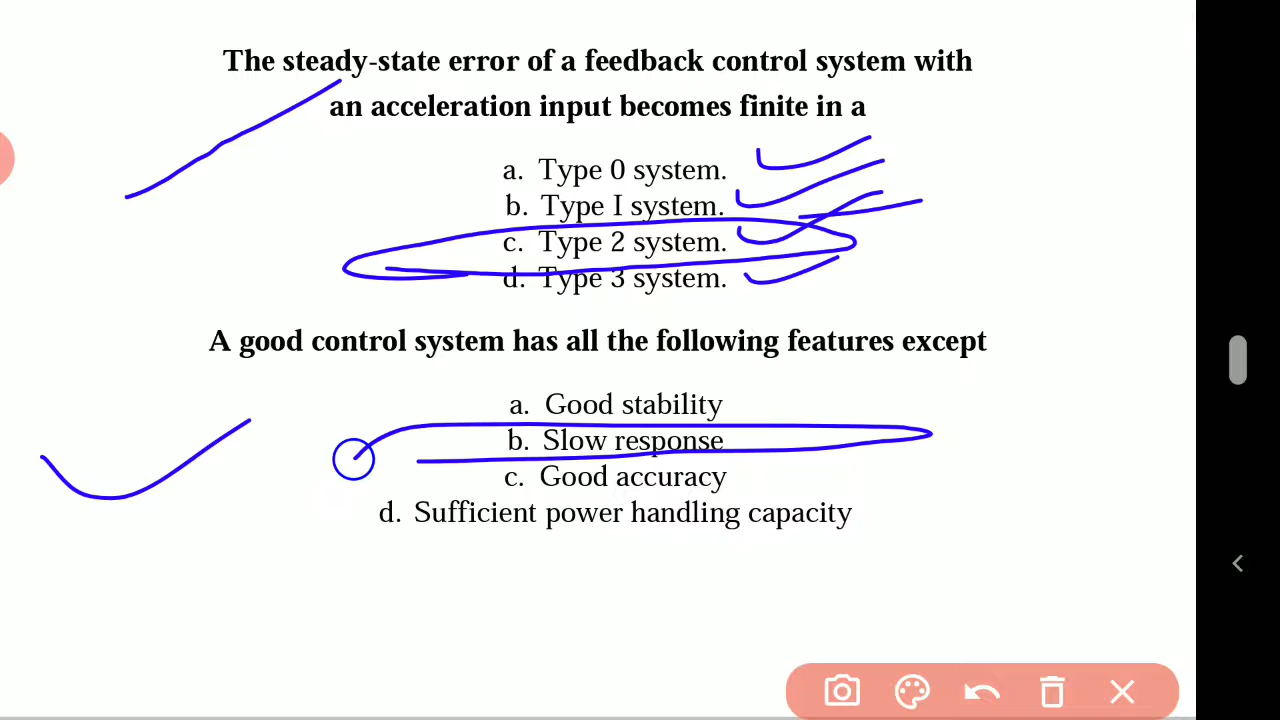 The steady-state error of a feedback control system with
an acceleration input becomes finite in a
a. Type 0 system.
b. Type I system.
c. Type 2 system.
d. Type 3 system.
A good control system has all the following features except
a. Good stability
b. Slow response
c. Good accuracy
d. Sufficient power handling capacity